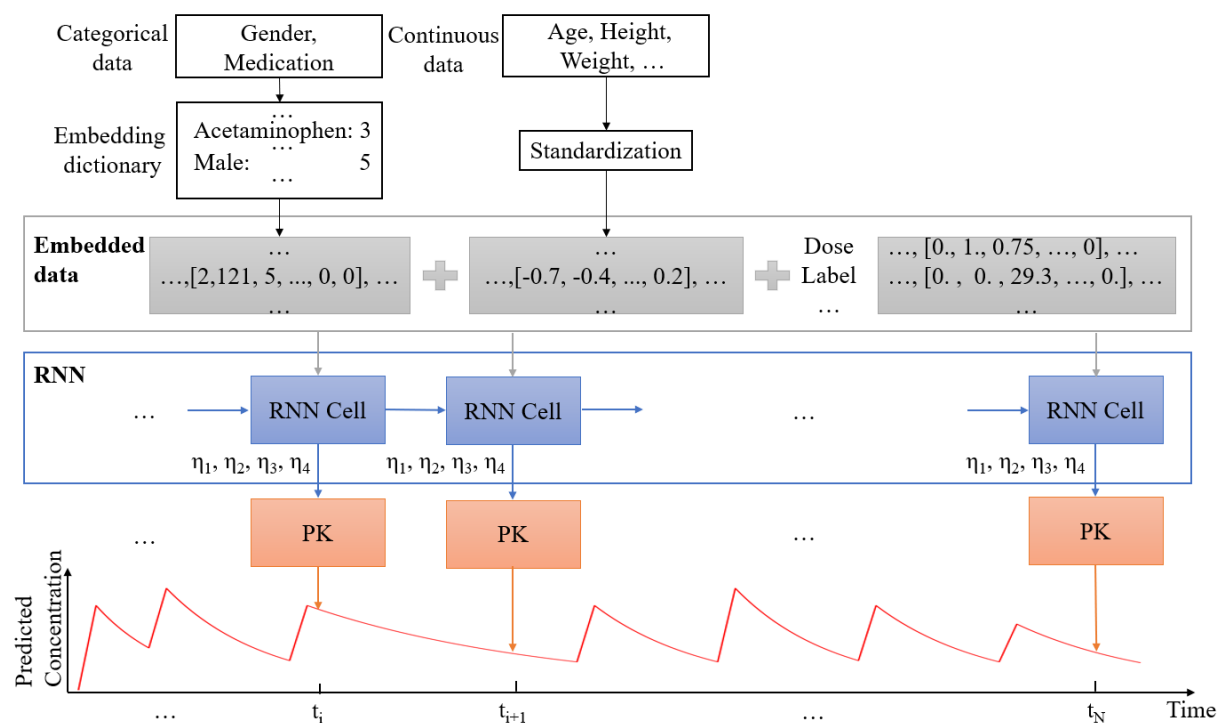 Categorical
data
Gender,
Medication
Continuous
data
Age, Height,
Weight, …
Embedding
dictionary
…
Acetaminophen: 3
…
Male: 5
…
Standardization
Embedded
data
…
…,[2,121, 5, ..., 0, 0], …
…
…
…,[-0.7, -0.4, ..., 0.2], …
…
Dose
Label
…
…, [0., 1., 0.75, …, 0], …
…, [0. , 0. , 29.3, …, 0.], …
…
RNN
…
RNN Cell
RNN Cell
…
…
RNN Cell
η1, η2, η3, η4
η1, η2, η3, η4
η1, η2, η3, η4
…
PK
PK
…
PK
Predicted
Concentration
…
ti
ti+1
…
tN
Time